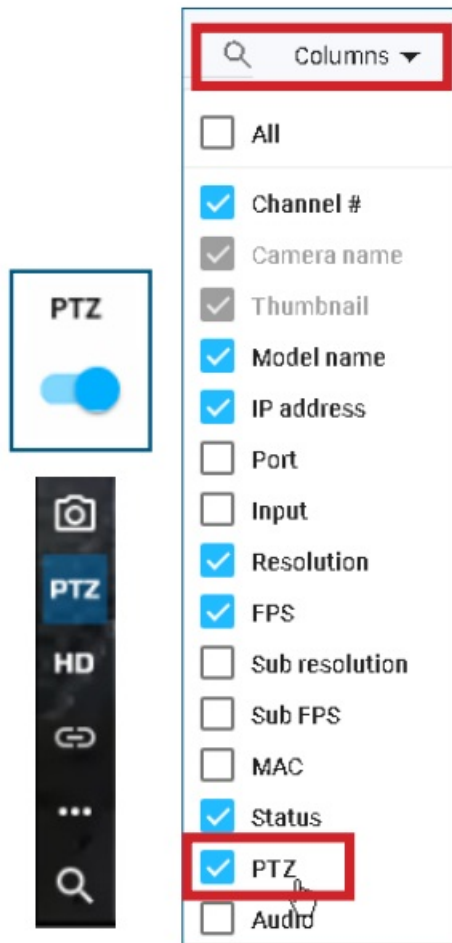 PTZ
PTZ
HD
Columns
All
Channel #
Camera name
Thumbnail
Model name
IP address
Port
Input
Resolution
FPS
Sub resolution
Sub FPS
MAC
Status
PTZ
Audio